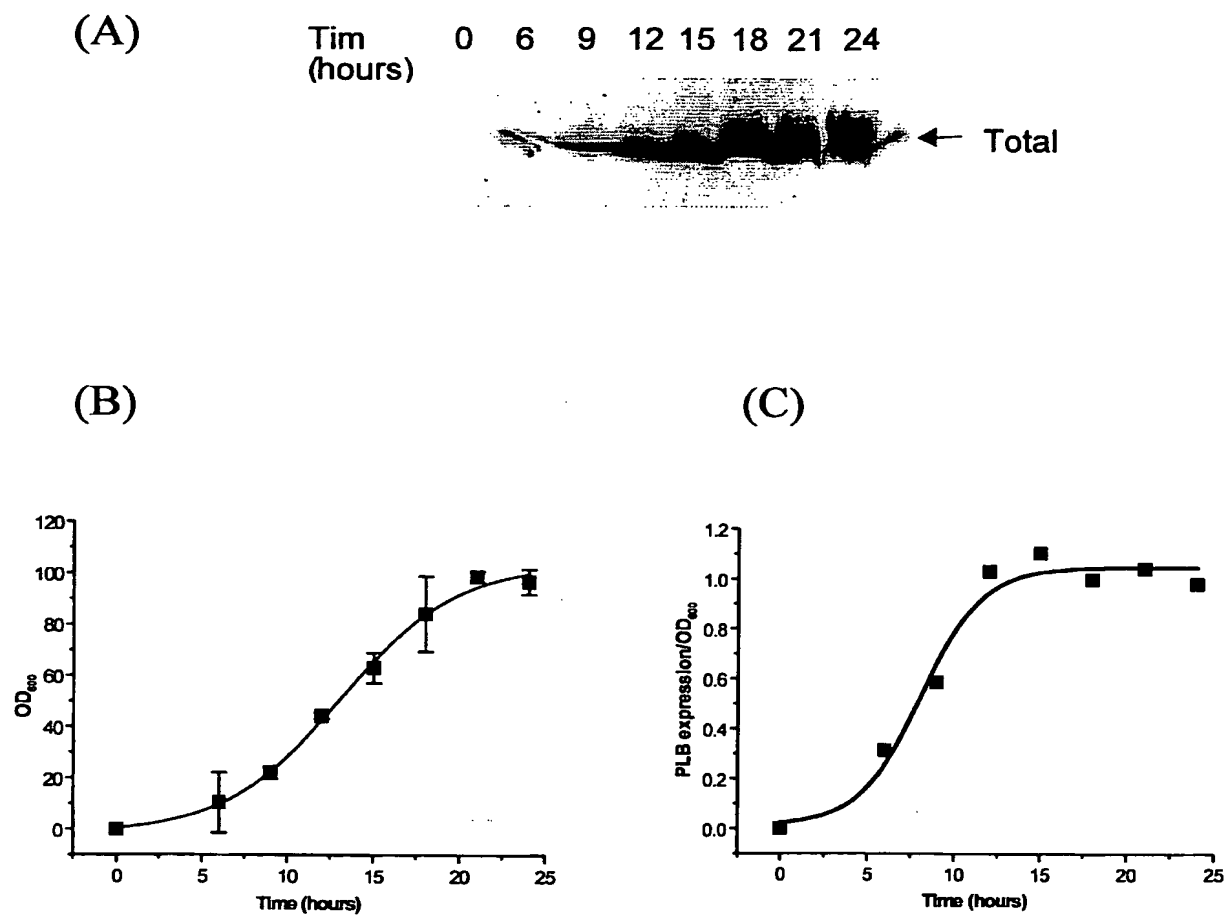 (A)
Tim 0 6 9 12 15 18 21 24
(hours)
Total
(B)
(C)
120
100
80
60
40
20
0
OD600
0 5 10 15 20 25
Time (hours)
1.2
1.0
0.8
0.6
0.4
0.2
0.0
PLB expression/OD600
0 5 10 15 20 25
Time (hours)